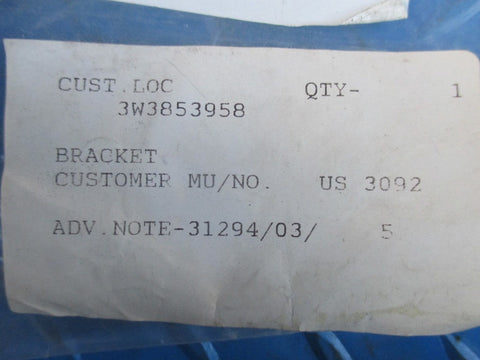 CUST.LOC QTY- 1
3W3853958
BRACKET
CUSTOMER MU/NO. US 3092
ADV.NOTE-31294/03/ 5